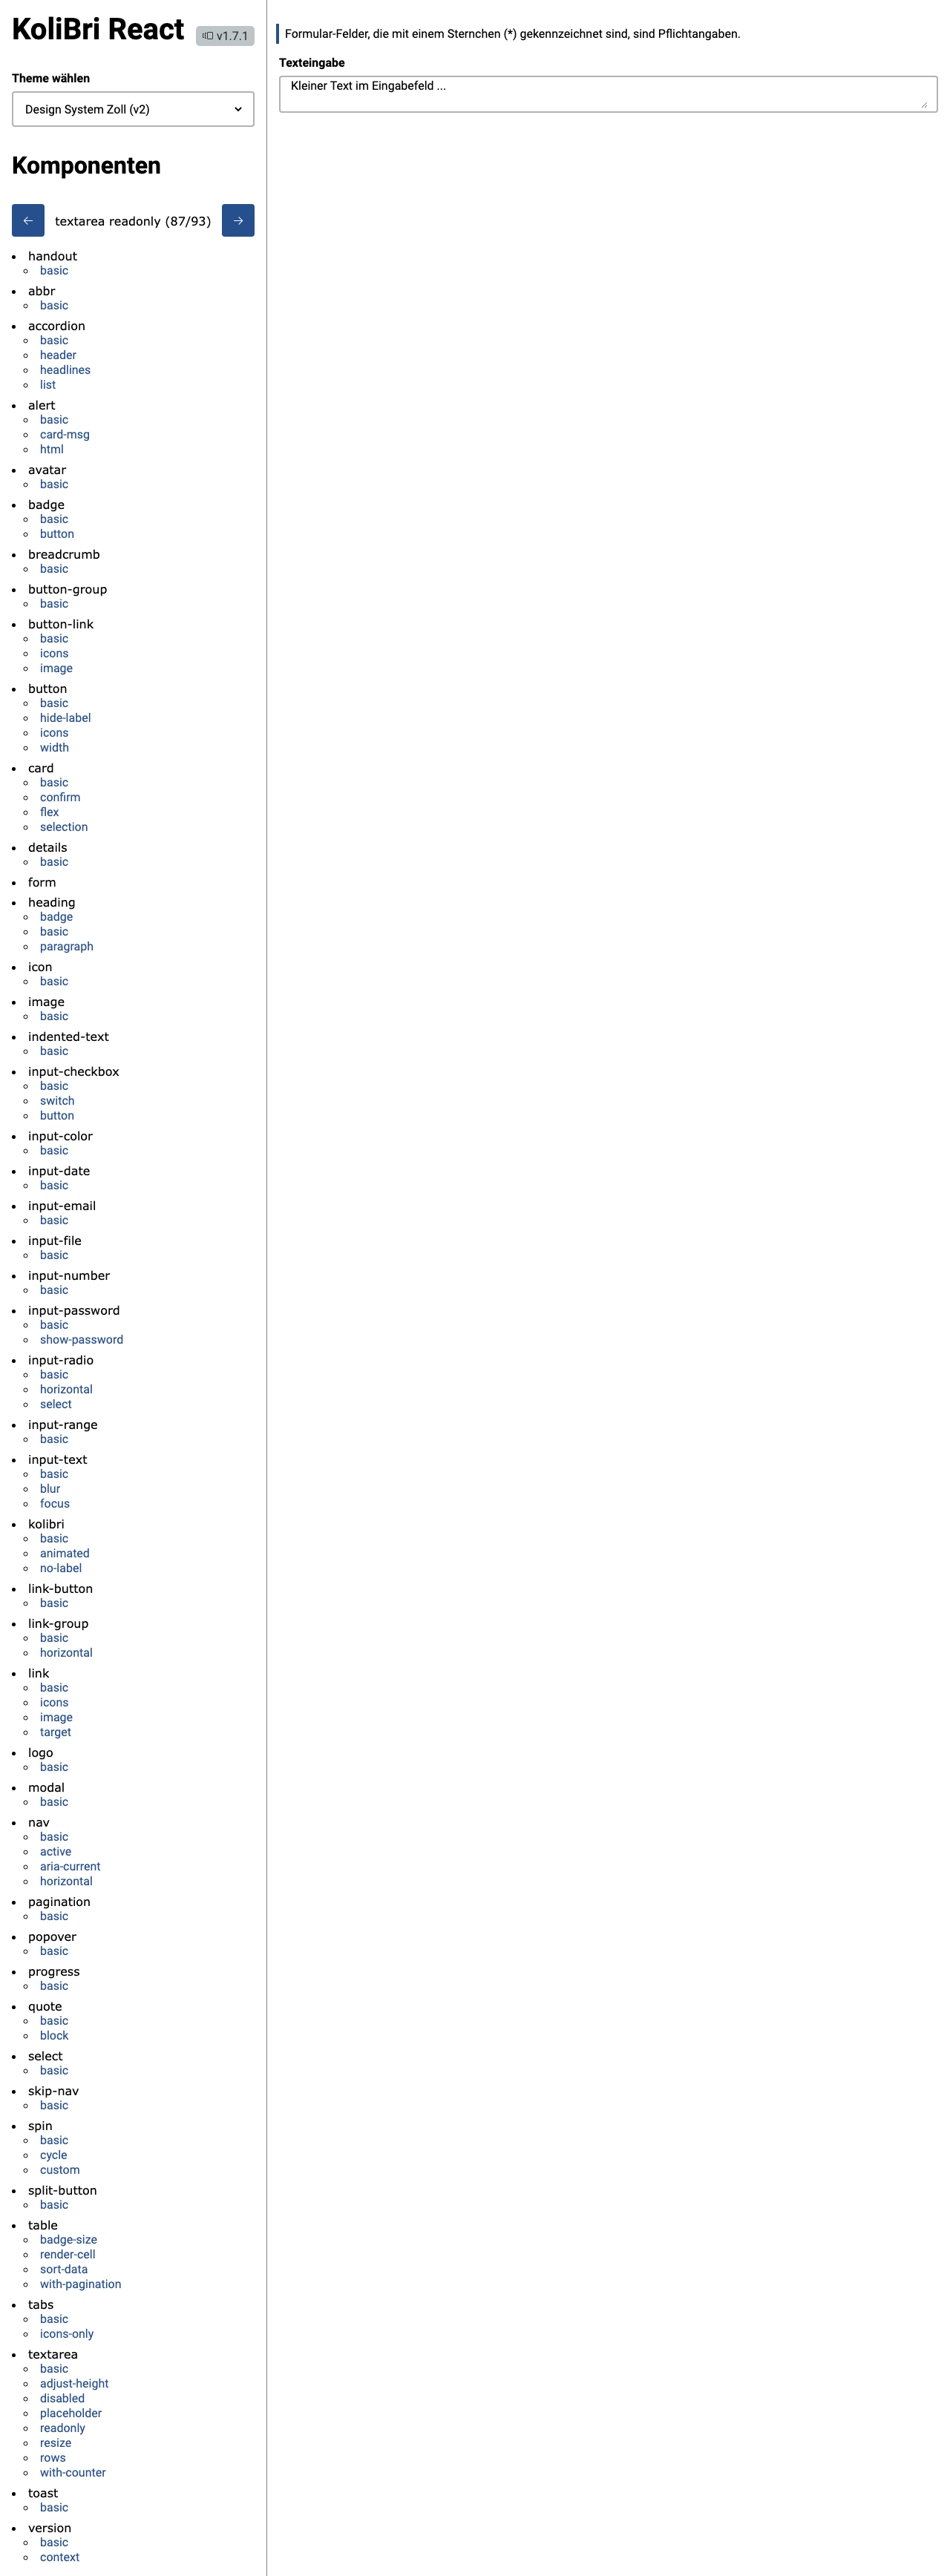 KoliBri React
v1.7.1
Theme wählen
Design System Zoll (v2)
Komponenten
← textarea readonly (87/93) →
handout
basic
abbr
basic
accordion
basic
header
headlines
list
alert
basic
card-msg
html
avatar
basic
badge
basic
button
breadcrumb
basic
button-group
basic
button-link
basic
icons
image
button
basic
hide-label
icons
width
card
basic
confirm
flex
selection
details
basic
form
heading
badge
basic
paragraph
icon
basic
image
basic
indented-text
basic
input-checkbox
basic
switch
button
input-color
basic
input-date
basic
input-email
basic
input-file
basic
input-number
basic
input-password
basic
show-password
input-radio
basic
horizontal
select
input-range
basic
input-text
basic
blur
focus
kolibri
basic
animated
no-label
link-button
basic
link-group
basic
horizontal
link
basic
icons
image
target
logo
basic
modal
basic
nav
basic
active
aria-current
horizontal
pagination
basic
popover
basic
progress
basic
quote
basic
block
select
basic
skip-nav
basic
spin
basic
cycle
custom
split-button
basic
table
badge-size
render-cell
sort-data
with-pagination
tabs
basic
icons-only
textarea
basic
adjust-height
disabled
placeholder
readonly
resize
rows
with-counter
toast
basic
version
basic
context
Formular-Felder, die mit einem Sternchen (*) gekennzeichnet sind, sind Pflichtangaben.
Texteingabe
Kleiner Text im Eingabefeld ...